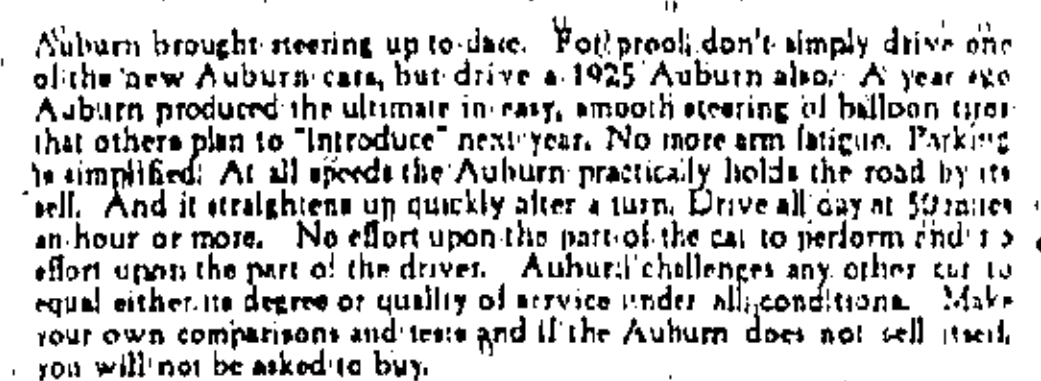 Auburn brought steering up to date. For proof, don't simply drive one
of the new Auburn cars, but drive a 1925 Auburn also. A year ago
Auburn produced the ultimate in easy, smooth steering of balloon tires
that others plan to "Introduce" next year. No more arm fatigue. Parking
is simplified. At all speeds the Auburn practically holds the road by its
self. And it straightens up quickly after a turn. Drive all day at 50 miles
an hour or more. No effort upon the part of the car to perform and no
effort upon the part of the driver. Auburn challenges any other car to
equal either its degree or quality of service under all conditions. Make
your own comparisons and tests and if the Auburn does not sell itself,
you will not be asked to buy.